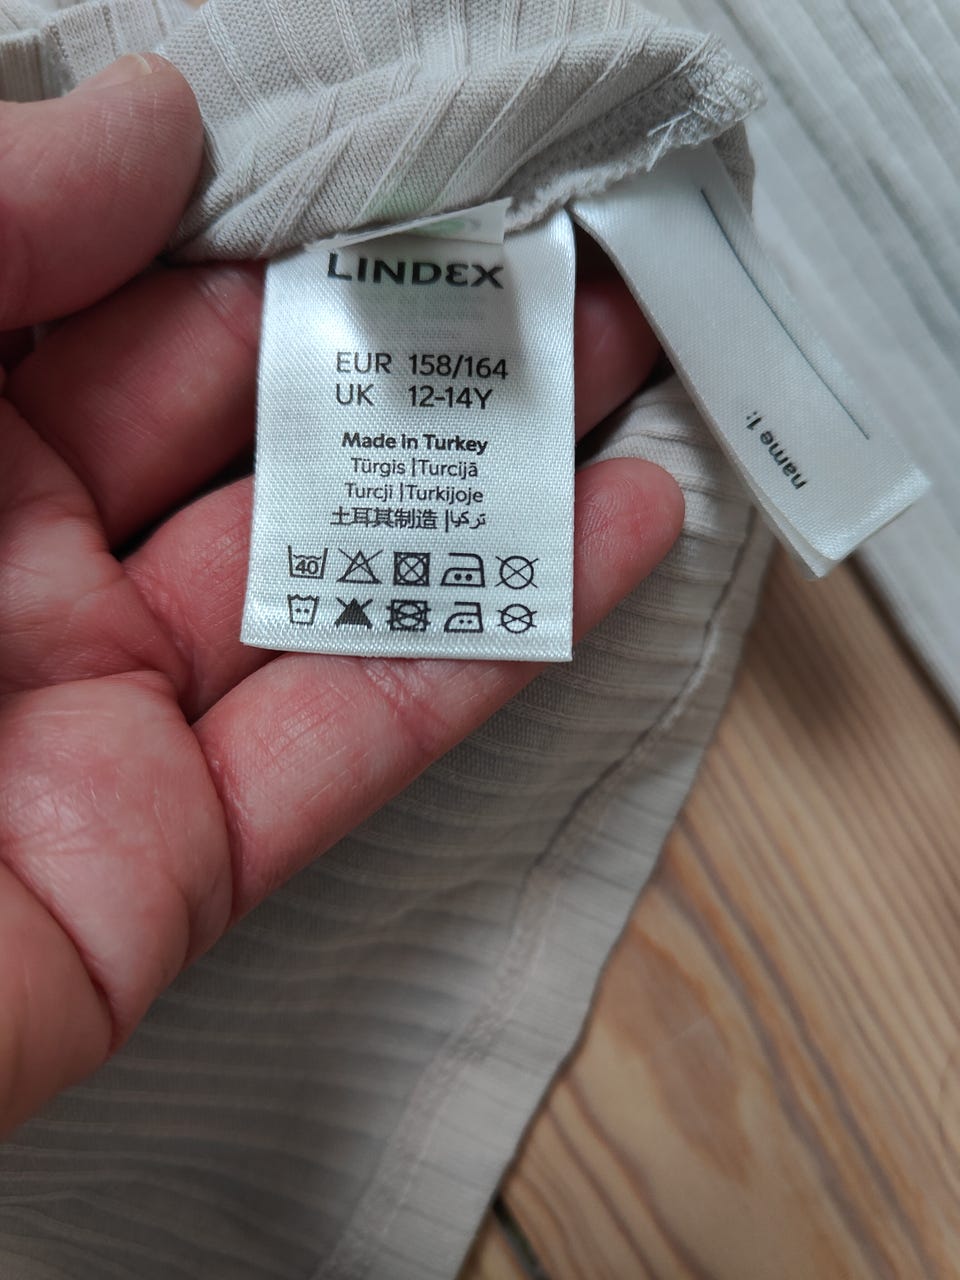 LINDEX
EUR 158/164
UK 12-14Y
Made in Turkey
Türgis |Turcijā
Turcji |Turkijoje
土耳其制造 |تركيا
40
name 1: